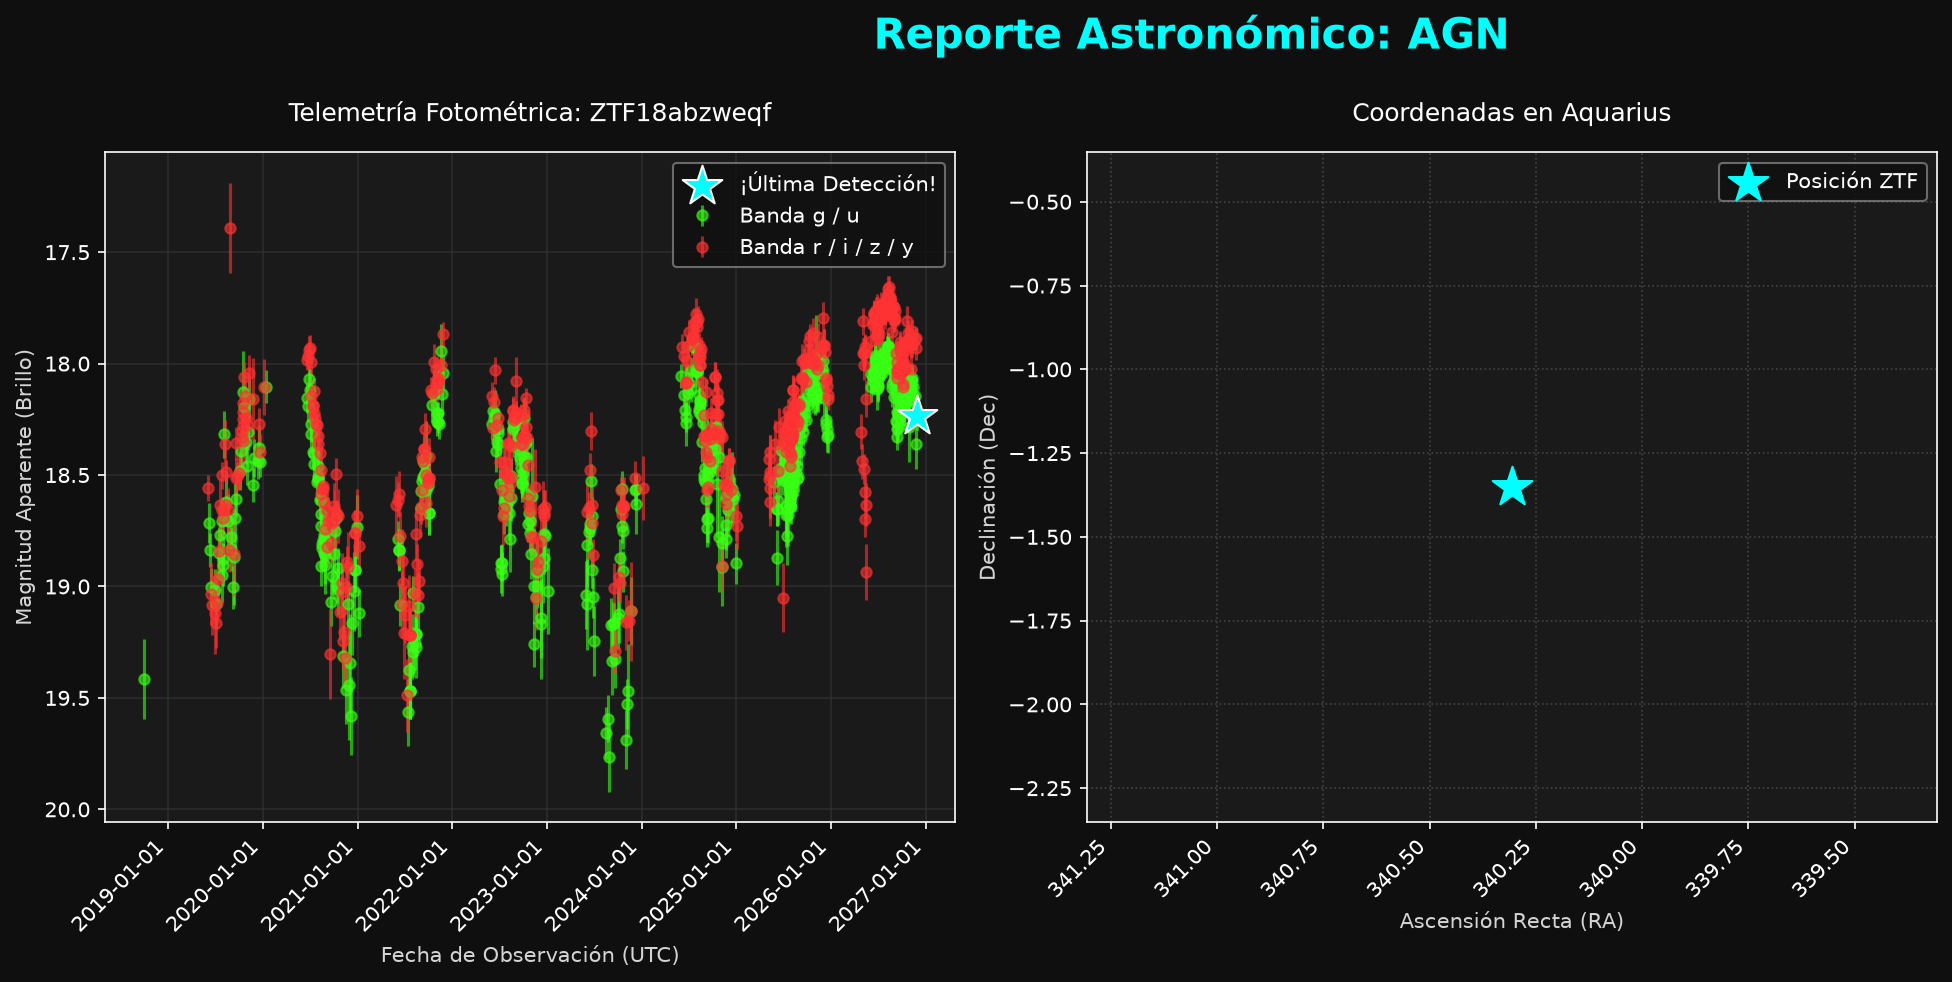 Reporte Astronómico: AGN
Telemetría Fotométrica: ZTF18abzweqf
¡Última Detección!
Banda g / u
Banda r / i / z / y
Magnitud Aparente (Brillo)
17.5
18.0
18.5
19.0
19.5
20.0
2019-01-01
2020-01-01
2021-01-01
2022-01-01
2023-01-01
2024-01-01
2025-01-01
2026-01-01
2027-01-01
Fecha de Observación (UTC)
Coordenadas en Aquarius
Posición ZTF
Declinación (Dec)
−0.50
−0.75
−1.00
−1.25
−1.50
−1.75
−2.00
−2.25
341.25
341.00
340.75
340.50
340.25
340.00
339.75
339.50
Ascensión Recta (RA)